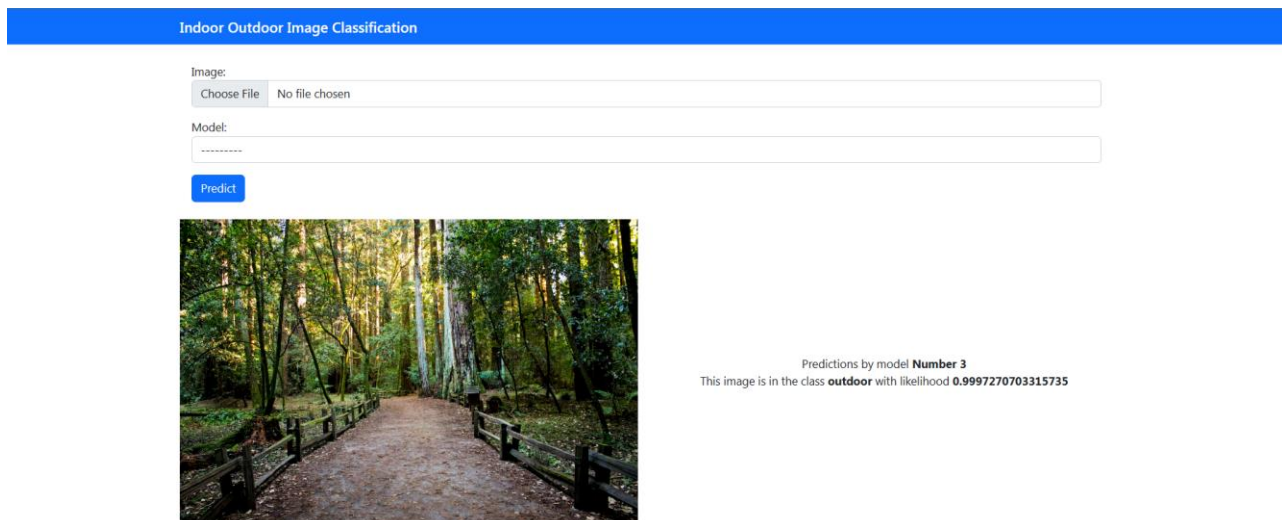 Indoor Outdoor Image Classification
Image:
Choose File No file chosen
Model:
---------
Predict
Predictions by model Number 3
This image is in the class outdoor with likelihood 0.9997270703315735